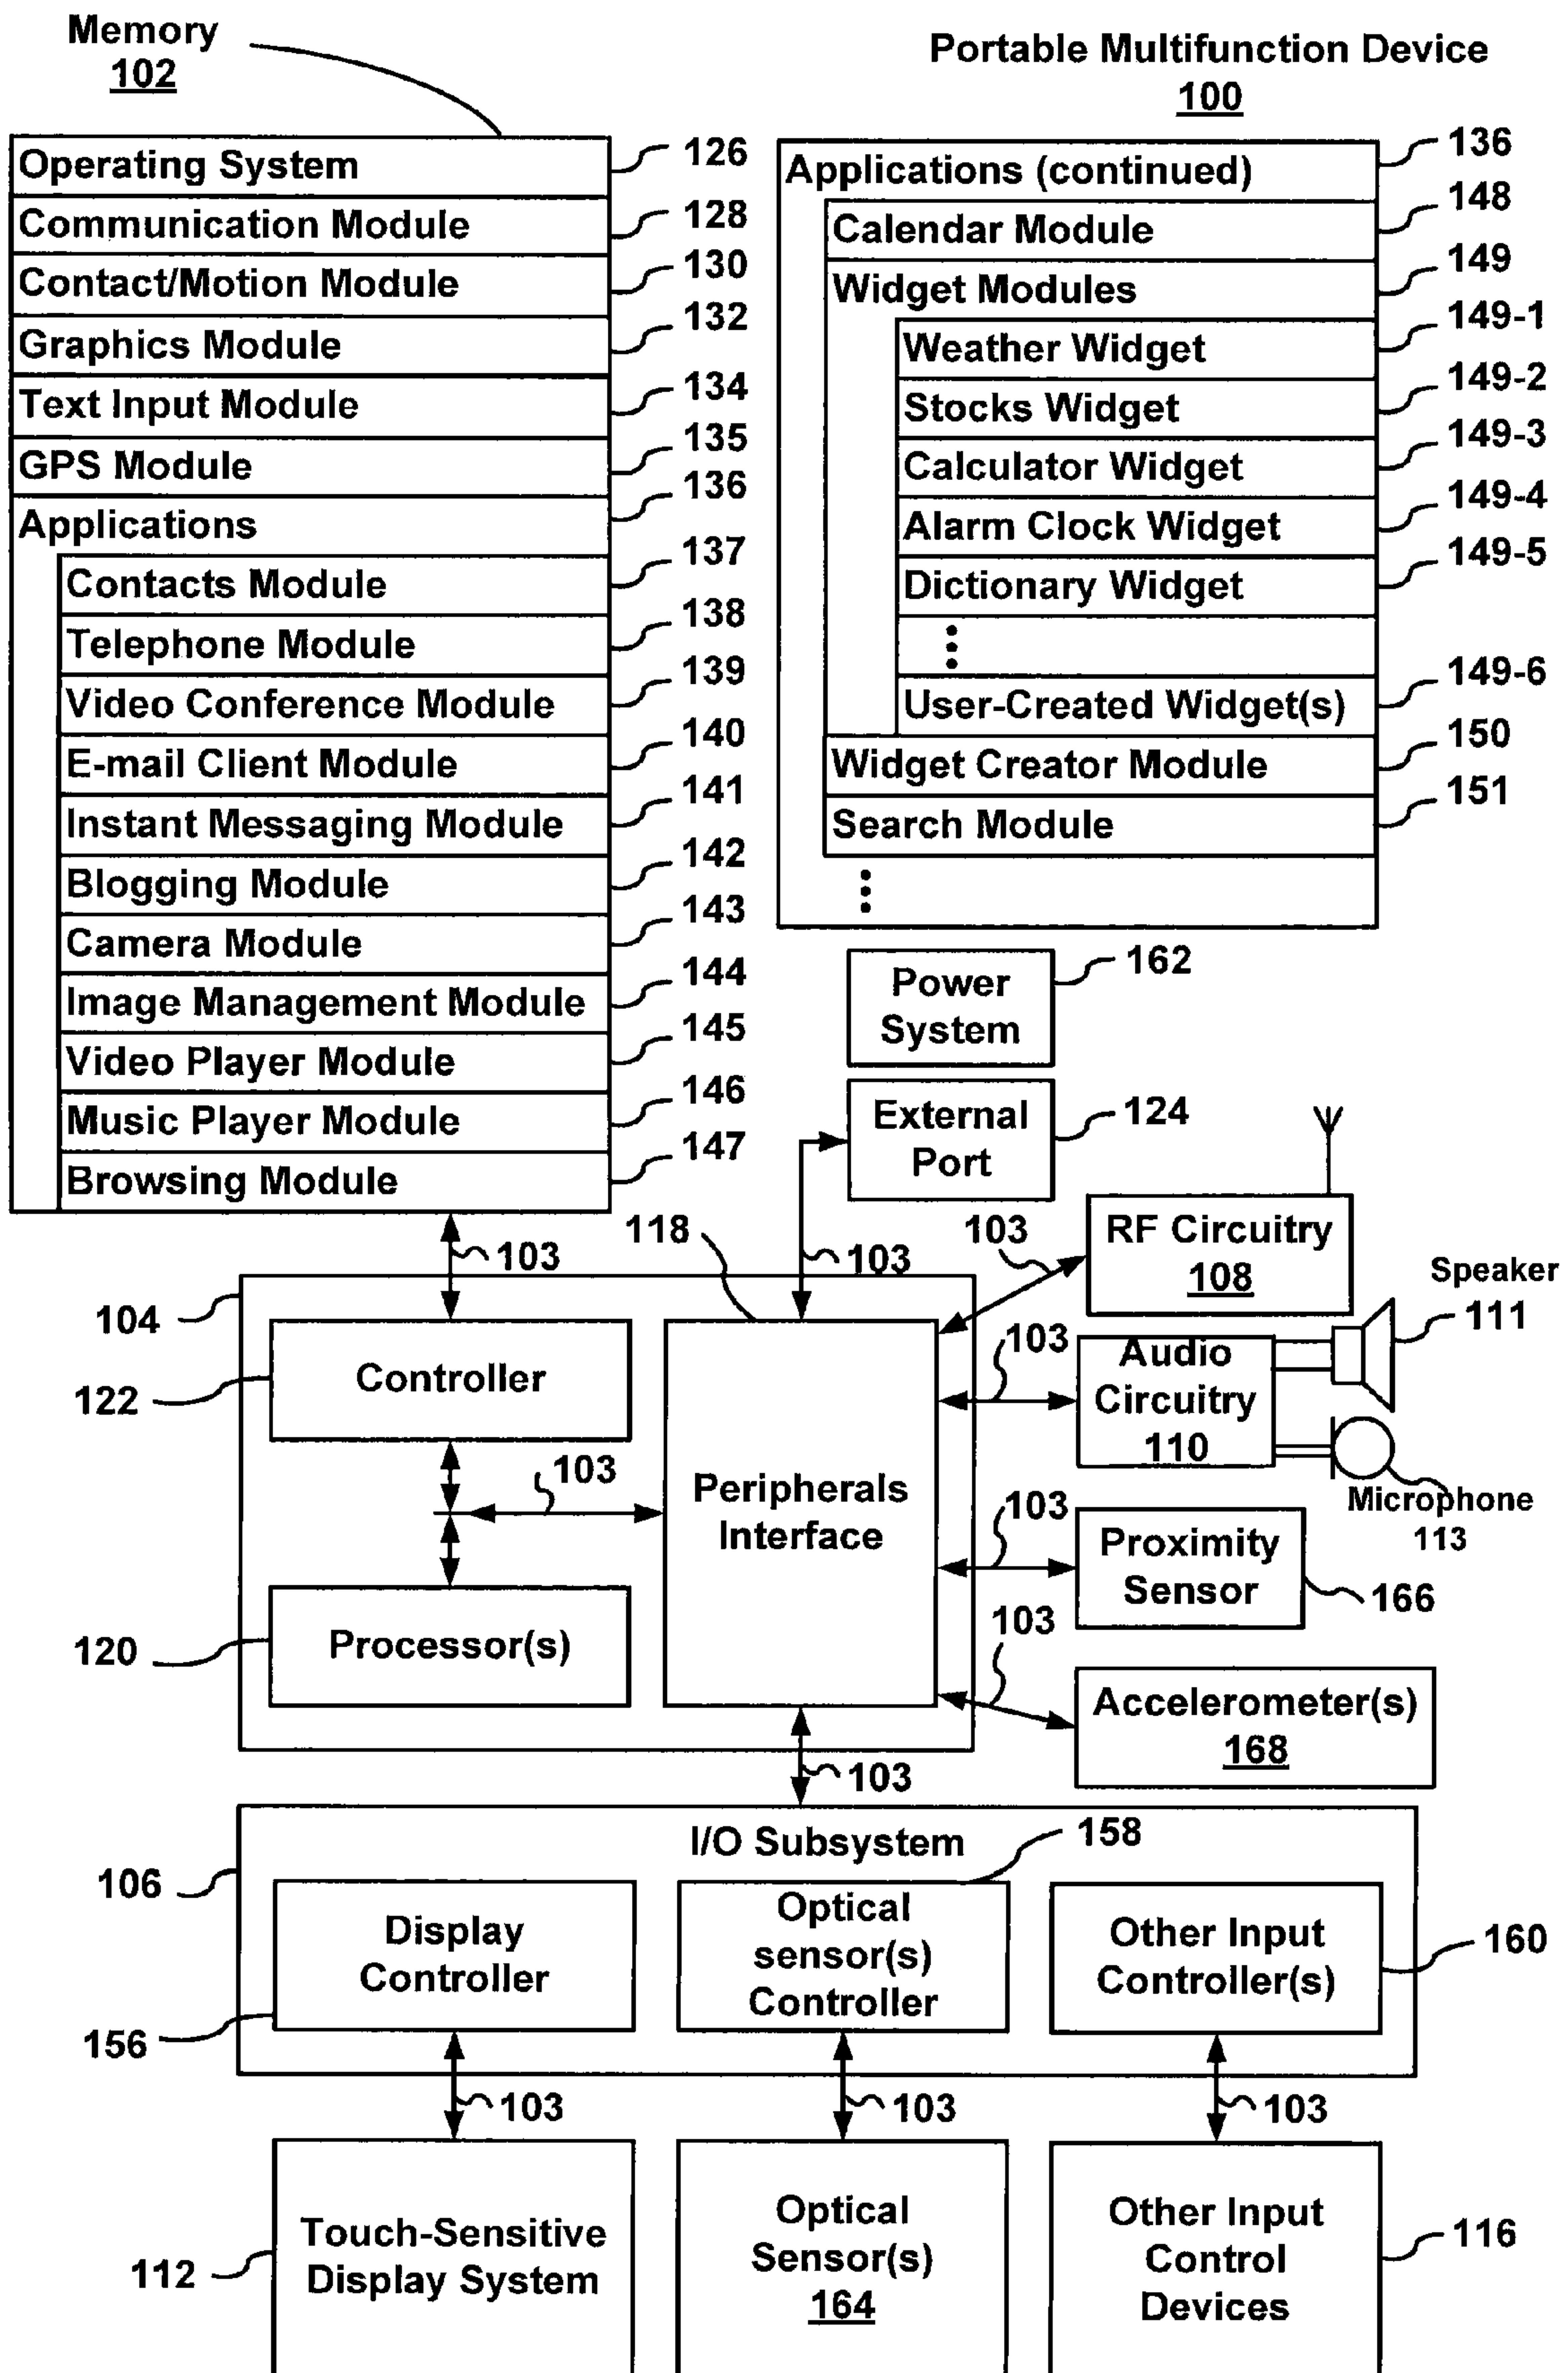 Memory
102
Portable Multifunction Device
100
Operating System
126
Communication Module
128
Contact/Motion Module
130
Graphics Module
132
Text Input Module
134
GPS Module
135
Applications
136
Contacts Module
137
Telephone Module
138
Video Conference Module
139
E-mail Client Module
140
Instant Messaging Module
141
Blogging Module
142
Camera Module
143
Image Management Module
144
Video Player Module
145
Music Player Module
146
Browsing Module
147
Applications (continued)
136
Calendar Module
148
Widget Modules
149
Weather Widget
149-1
Stocks Widget
149-2
Calculator Widget
149-3
Alarm Clock Widget
149-4
Dictionary Widget
149-5
User-Created Widget(s)
149-6
Widget Creator Module
150
Search Module
151
Power
System
162
External
Port
124
103
118
103
103
RF Circuitry
108
Speaker
111
104
Controller
122
103
Audio
Circuitry
110
Microphone
113
103
Peripherals
Interface
103
Proximity
Sensor
166
Processor(s)
120
103
Accelerometer(s)
168
103
I/O Subsystem
158
106
Display
Controller
156
Optical
sensor(s)
Controller
Other Input
Controller(s)
160
103
103
103
Touch-Sensitive
Display System
112
Optical
Sensor(s)
164
Other Input
Control
Devices
116